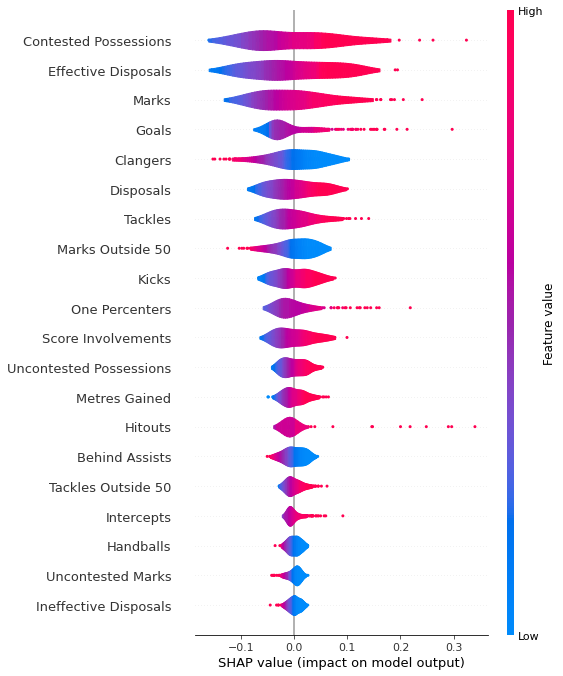 High
Contested Possessions
Effective Disposals
Marks
Goals
Clangers
Disposals
Tackles
Marks Outside 50
Kicks
One Percenters
Score Involvements
Uncontested Possessions
Metres Gained
Hitouts
Behind Assists
Tackles Outside 50
Intercepts
Handballs
Uncontested Marks
Ineffective Disposals
Feature value
Low
−0.1 0.0 0.1 0.2 0.3
SHAP value (impact on model output)